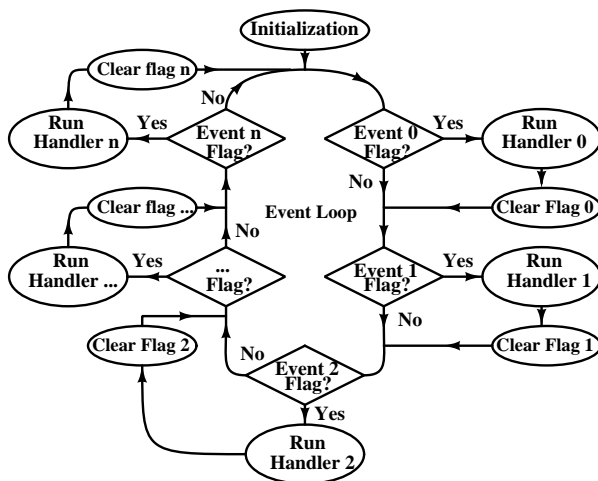 Initialization
Clear flag n
No
Run
Handler n
Yes
Event n
Flag?
Event 0
Flag?
Yes
Run
Handler 0
No
Clear flag ...
Event Loop
Clear Flag 0
No
Run
Handler ...
Yes
...
Flag?
Event 1
Flag?
Yes
Run
Handler 1
No
Clear Flag 2
No
Event 2
Flag?
Clear Flag 1
Yes
Run
Handler 2